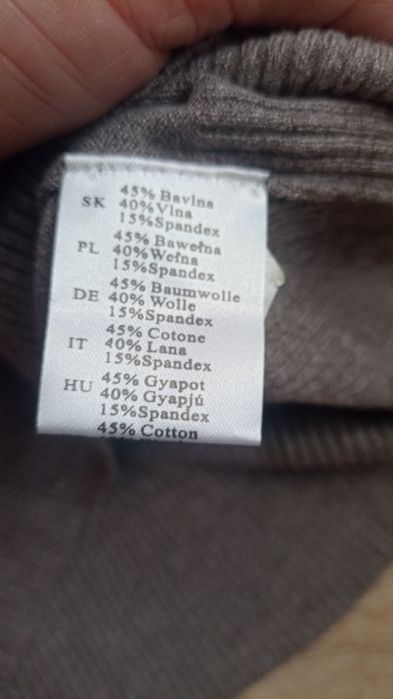 45% Bavlna
SK 40%Vlna
15%Spandex
45% Bawełna
PL 40%Wełna
15%Spandex
45% Baumwolle
DE 40% Wolle
15%Spandex
45% Cotone
IT 40% Lana
15%Spandex
HU 45% Gyapot
40% Gyapjú
15%Spandex
45% Cotton